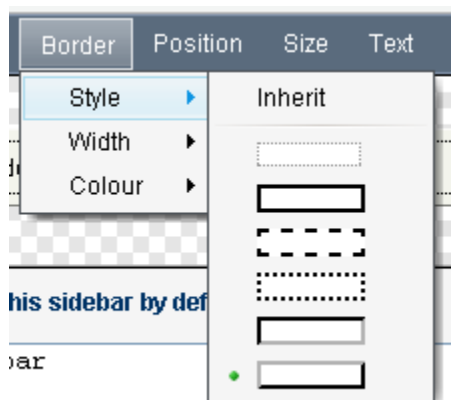 Border Position Size Text
Style Inherit
Width
Colour
his sidebar by def
bar